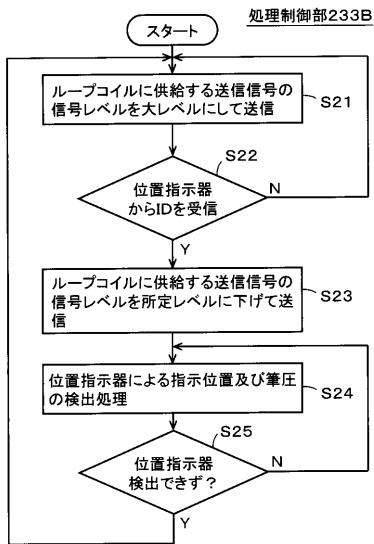 処理制御部233B
スタート
ループコイルに供給する送信信号の
信号レベルを大レベルにして送信
S21
S22
位置指示器
からIDを受信
N
Y
ループコイルに供給する送信信号の
信号レベルを所定レベルに下げて送
信
S23
位置指示器による指示位置及び筆圧
の検出処理
S24
S25
位置指示器
検出できず？
N
Y